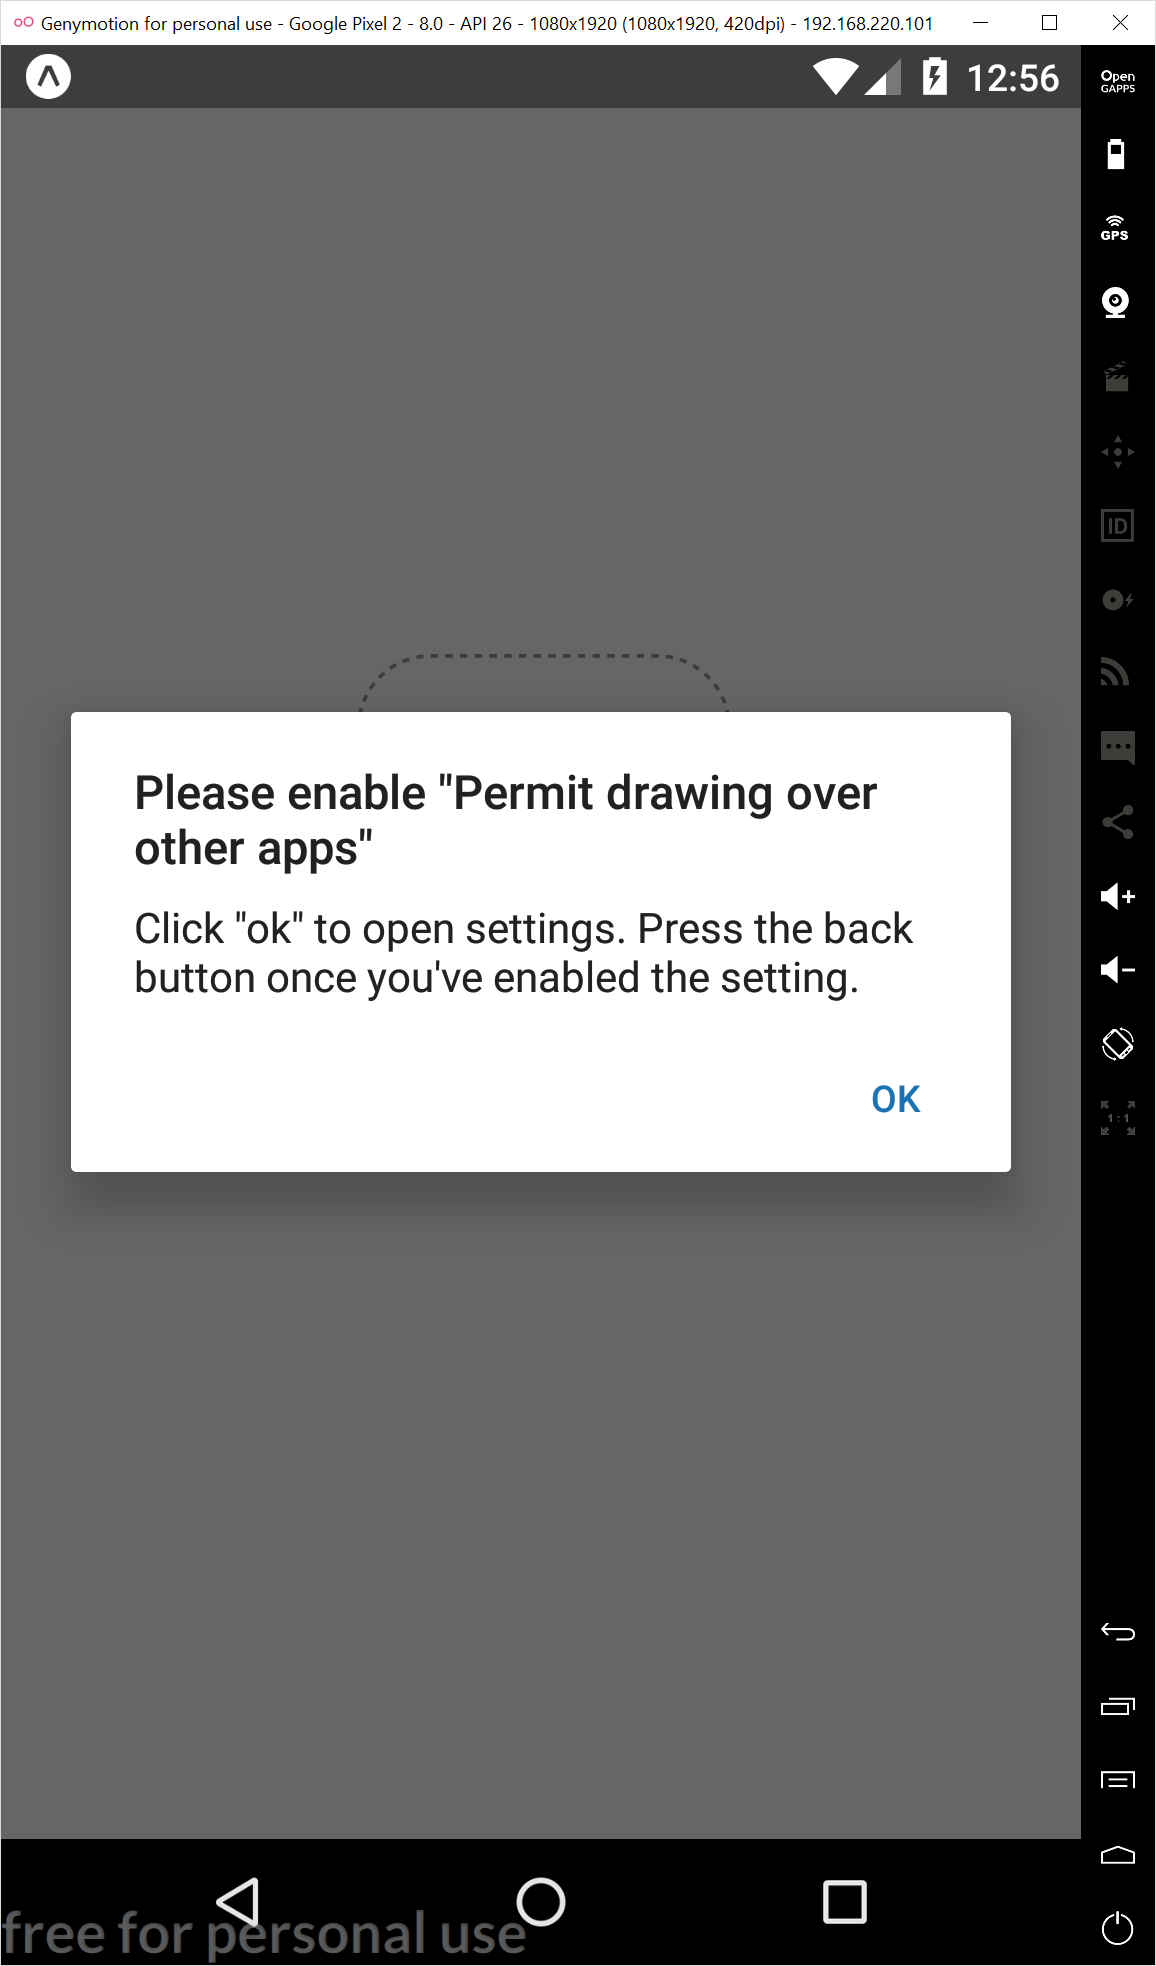 Genymotion for personal use - Google Pixel 2 - 8.0 - API 26 - 1080x1920 (1080x1920, 420dpi) - 192.168.220.101
12:56
Open
GAPPS
GPS
ID
Please enable "Permit drawing over
other apps"
Click "ok" to open settings. Press the back
button once you've enabled the setting.
OK
1:1
free for personal use